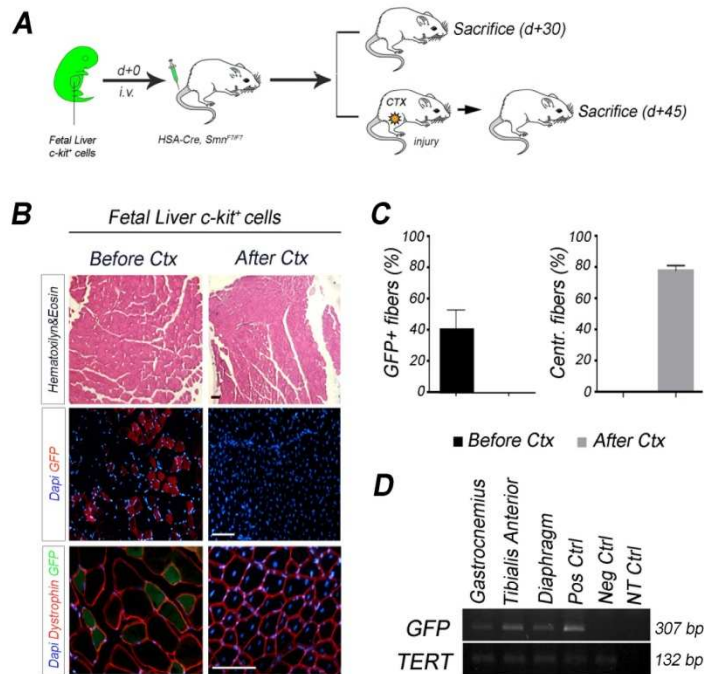 A
d+0
i.v.
Fetal Liver
c-kit⁺ cells
HSA-Cre, Smn^F7/F7
Sacrifice (d+30)
CTX
injury
Sacrifice (d+45)
B
Fetal Liver c-kit⁺ cells
Before Ctx After Ctx
Hematoxilyn&Eosin
Dapi GFP
Dapi Dystrophin GFP
C
GFP+ fibers (%)
100
80
60
40
20
0
Centr. fibers (%)
100
80
60
40
20
0
Before Ctx After Ctx
D
Gastrocnemius
Tibialis Anterior
Diaphragm
Pos Ctrl
Neg Ctrl
NT Ctrl
GFP 307 bp
TERT 132 bp